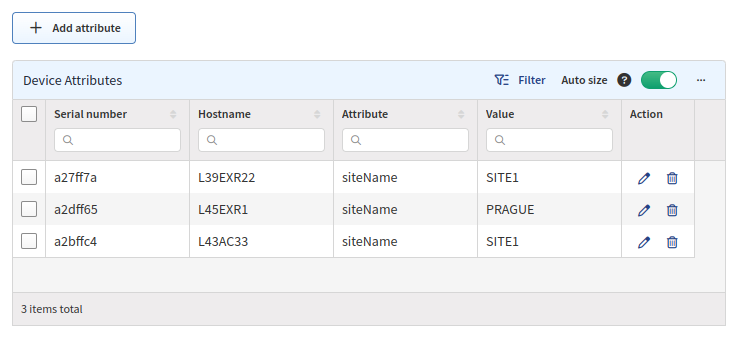 + Add attribute
Device Attributes Filter Auto size ? ...
Serial number Hostname Attribute Value Action
a27ff7a L39EXR22 siteName SITE1
a2dff65 L45EXR1 siteName PRAGUE
a2bffc4 L43AC33 siteName SITE1
3 items total